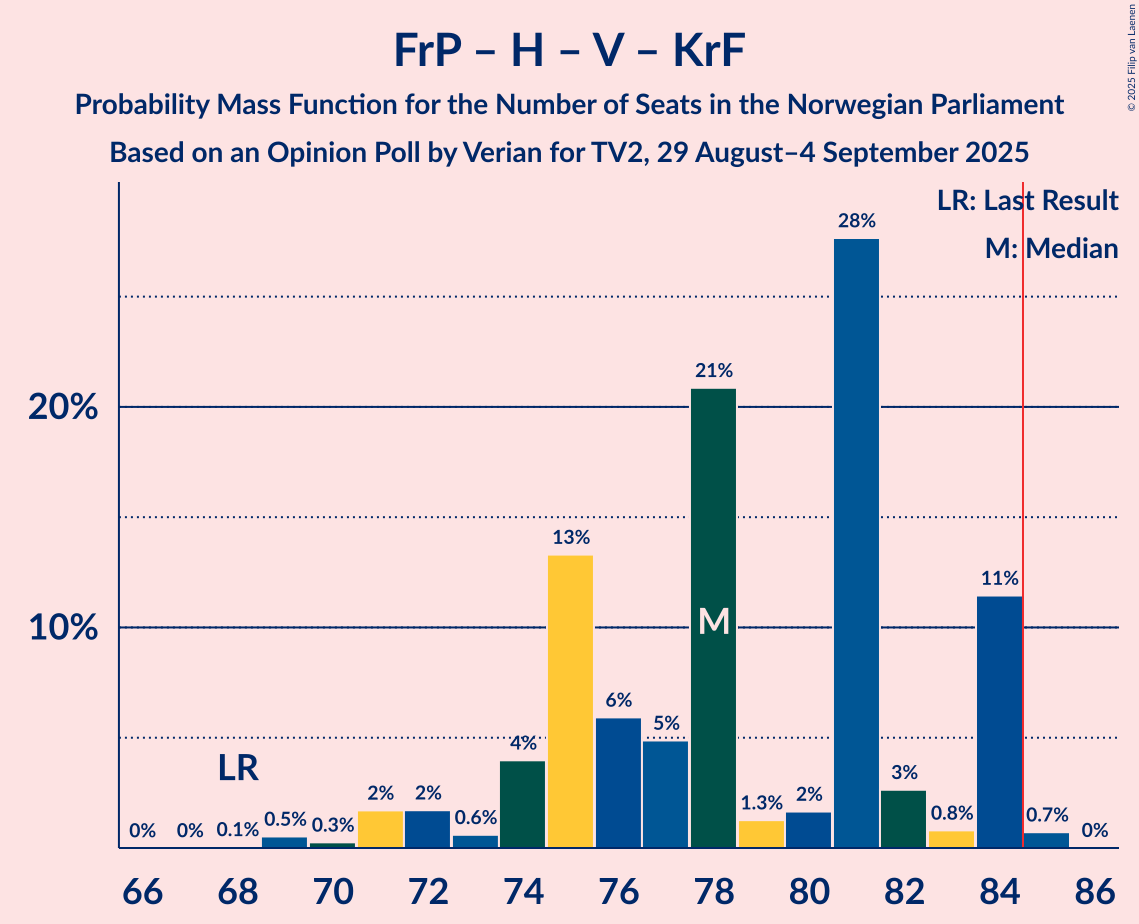 FrP – H – V – KrF
Probability Mass Function for the Number of Seats in the Norwegian Parliament
Based on an Opinion Poll by Verian for TV2, 29 August–4 September 2025
© 2025 Filip van Laenen
LR: Last Result
M: Median
28%
21%
20%
13%
11%
10%
M
6%
5%
4%
LR
3%
2%
2%
1.3%
2%
0%
0%
0.1%
0.5%
0.3%
0.6%
0.8%
0.7%
0%
66 68 70 72 74 76 78 80 82 84 86